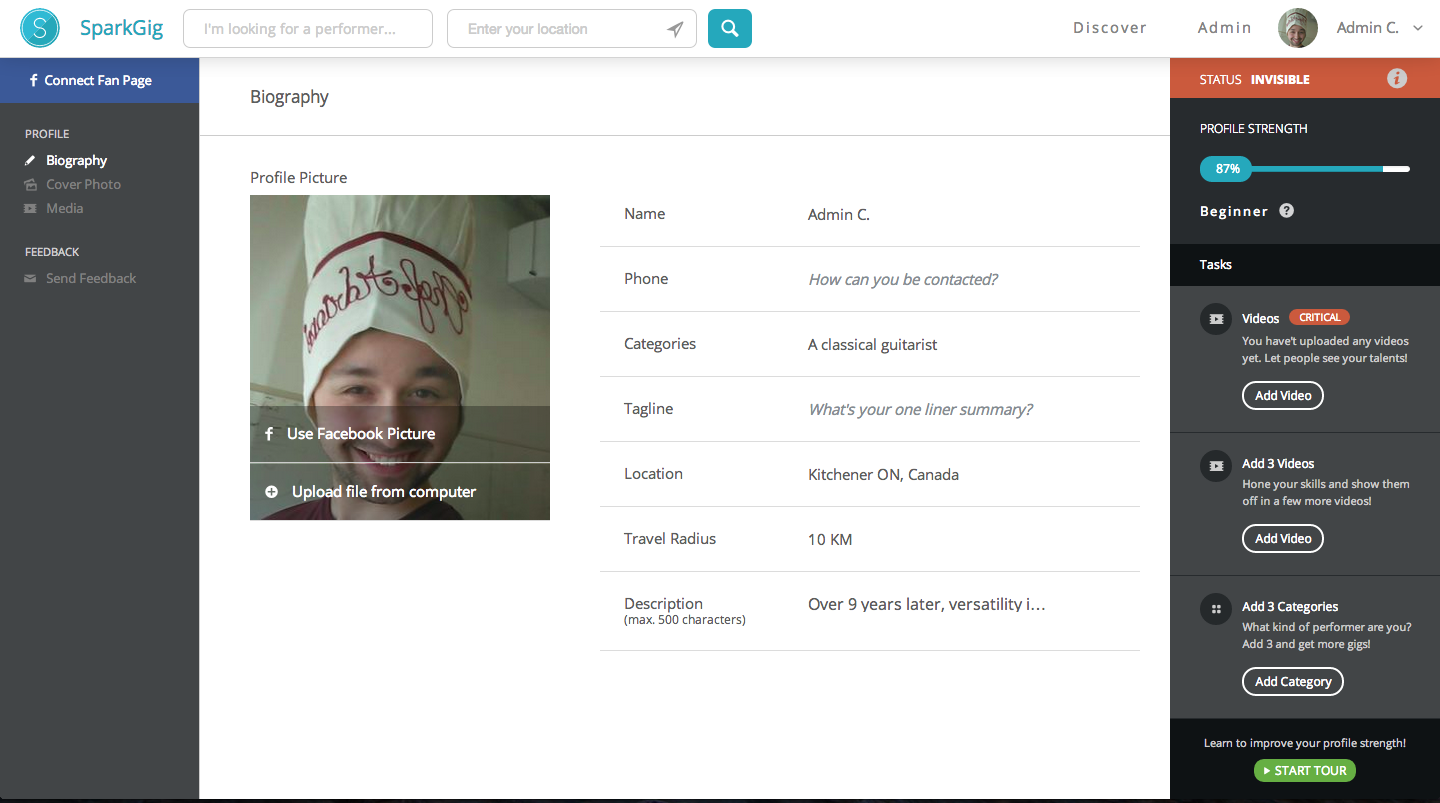 S SparkGig I'm looking for a performer... Enter your location Discover Admin Admin C.
f Connect Fan Page
PROFILE
Biography
Cover Photo
Media
FEEDBACK
Send Feedback
Biography
Profile Picture
f Use Facebook Picture
Upload file from computer
Name Admin C.
Phone How can you be contacted?
Categories A classical guitarist
Tagline What's your one liner summary?
Location Kitchener ON, Canada
Travel Radius 10 KM
Description Over 9 years later, versatility i...
(max. 500 characters)
STATUS INVISIBLE i
PROFILE STRENGTH
87%
Beginner ?
Tasks
Videos CRITICAL
You have't uploaded any videos
yet. Let people see your talents!
Add Video
Add 3 Videos
Hone your skills and show them
off in a few more videos!
Add Video
Add 3 Categories
What kind of performer are you?
Add 3 and get more gigs!
Add Category
Learn to improve your profile strength!
START TOUR